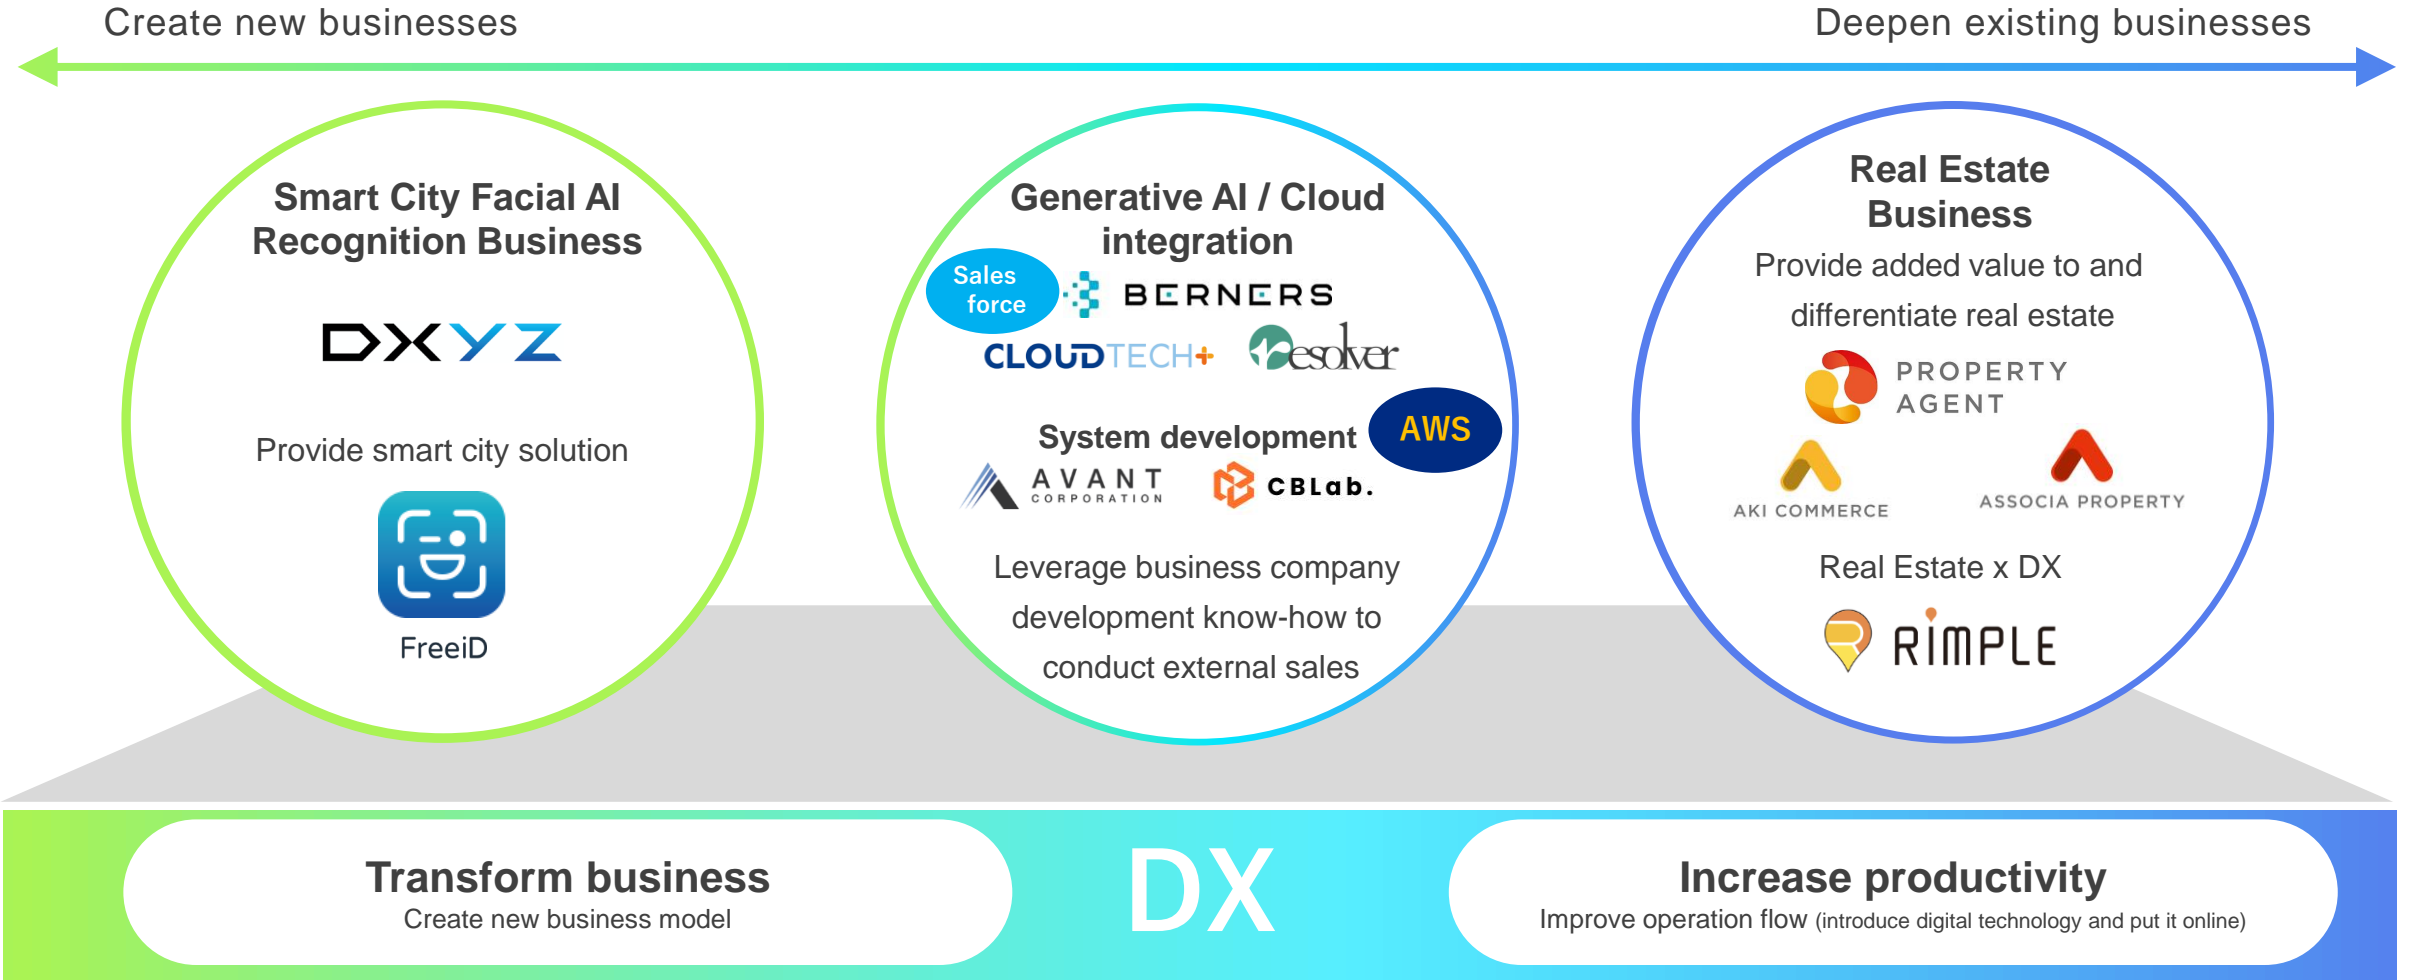 Create new businesses
Deepen existing businesses
Smart City Facial AI
Recognition Business
DXYZ
Provide smart city solution
FreeiD
Generative AI / Cloud
integration
Sales
force
BERNERS
CLOUDTECH+
resolver
System development
AWS
AVANT
CORPORATION
CBLab.
Leverage business company
development know-how to
conduct external sales
Real Estate
Business
Provide added value to and
differentiate real estate
PROPERTY
AGENT
AKI COMMERCE
ASSOCIA PROPERTY
Real Estate x DX
RIMPLE
Transform business
Create new business model
DX
Increase productivity
Improve operation flow (introduce digital technology and put it online)